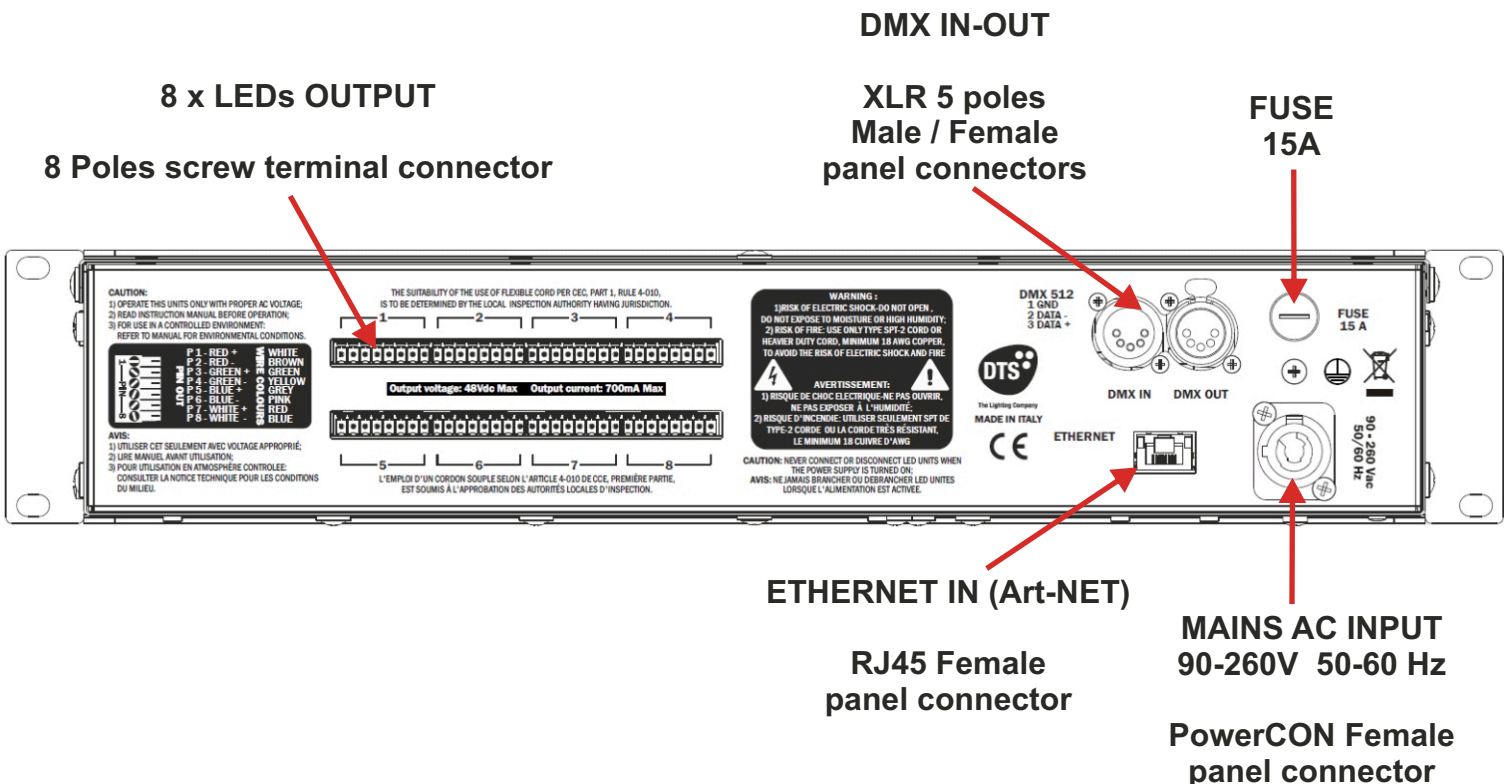 DMX IN-OUT
8 x LEDs OUTPUT
8 Poles screw terminal connector
XLR 5 poles
Male / Female
panel connectors
FUSE
15A
CAUTION:
1) OPERATE THIS UNITS ONLY WITH PROPER AC VOLTAGE;
2) READ INSTRUCTION MANUAL BEFORE OPERATION;
3) FOR USE IN A CONTROLLED ENVIRONMENT:
REFER TO MANUAL FOR ENVIRONMENTAL CONDITIONS.
1 PIN 8
PIN OUT
WIRE COLOURS
P 1 - RED + WHITE
P 2 - RED - BROWN
P 3 - GREEN + GREEN
P 4 - GREEN - YELLOW
P 5 - BLUE + GREY
P 6 - BLUE - PINK
P 7 - WHITE + RED
P 8 - WHITE - BLUE
AVIS:
1) UTILISER CET SEULEMENT AVEC VOLTAGE APPROPRIÉ;
2) LIRE MANUEL AVANT UTILISATION;
3) POUR UTILISATION EN ATMOSPHÈRE CONTROLEE:
CONSULTER LA NOTICE TECHNIQUE POUR LES CONDITIONS
DU MILIEU.
THE SUITABILITY OF THE USE OF FLEXIBLE CORD PER CEC, PART 1, RULE 4-010,
IS TO BE DETERMINED BY THE LOCAL INSPECTION AUTHORITY HAVING JURISDICTION.
1 2 3 4
Output voltage: 48Vdc Max Output current: 700mA Max
5 6 7 8
L'EMPLOI D'UN CORDON SOUPLE SELON L'ARTICLE 4-010 DE CCE, PREMIÈRE PARTIE,
EST SOUMIS À L'APPROBATION DES AUTORITÉS LOCALES D'INSPECTION.
WARNING :
1)RISK OF ELECTRIC SHOCK-DO NOT OPEN ,
DO NOT EXPOSE TO MOISTURE OR HIGH HUMIDITY;
2) RISK OF FIRE: USE ONLY TYPE SPT-2 CORD OR
HEAVIER DUTY CORD, MINIMUM 18 AWG COPPER,
TO AVOID THE RISK OF ELECTRIC SHOCK AND FIRE
AVERTISSEMENT:
1) RISQUE DE CHOC ELECTRIQUE-NE PAS OUVRIR,
NE PAS EXPOSER À L'HUMIDITÉ;
2) RISQUE D'INCENDIE: UTILISER SEULEMENT SPT DE
TYPE-2 CORDE OU LA CORDE TRÈS RÉSISTANT,
LE MINIMUM 18 CUIVRE D'AWG
CAUTION: NEVER CONNECT OR DISCONNECT LED UNITS WHEN
THE POWER SUPPLY IS TURNED ON;
AVIS: NE JAMAIS BRANCHER OU DEBRANCHER LED UNITES
LORSQUE L'ALIMENTATION EST ACTIVEE.
DMX 512
1 GND
2 DATA -
3 DATA +
DTS
The Lighting Company
MADE IN ITALY
CE
DMX IN DMX OUT
ETHERNET
FUSE
15 A
90 - 260 Vac
50/60 Hz
ETHERNET IN (Art-NET)
RJ45 Female
panel connector
MAINS AC INPUT
90-260V 50-60 Hz
PowerCON Female
panel connector